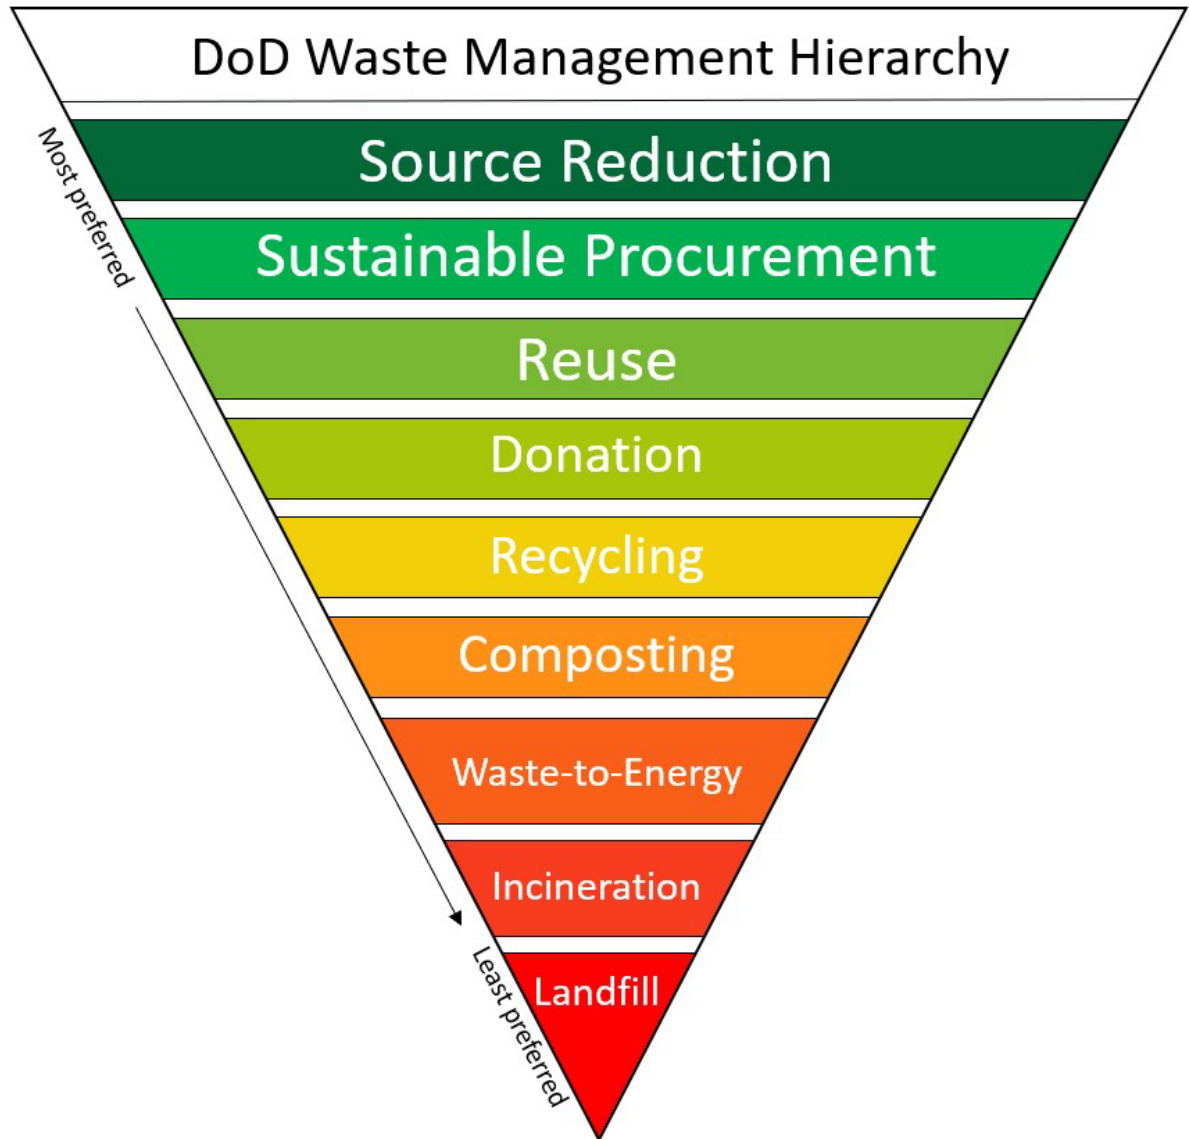 DoD Waste Management Hierarchy
Most preferred
Source Reduction
Sustainable Procurement
Reuse
Donation
Recycling
Composting
Waste-to-Energy
Incineration
Least preferred
Landfill